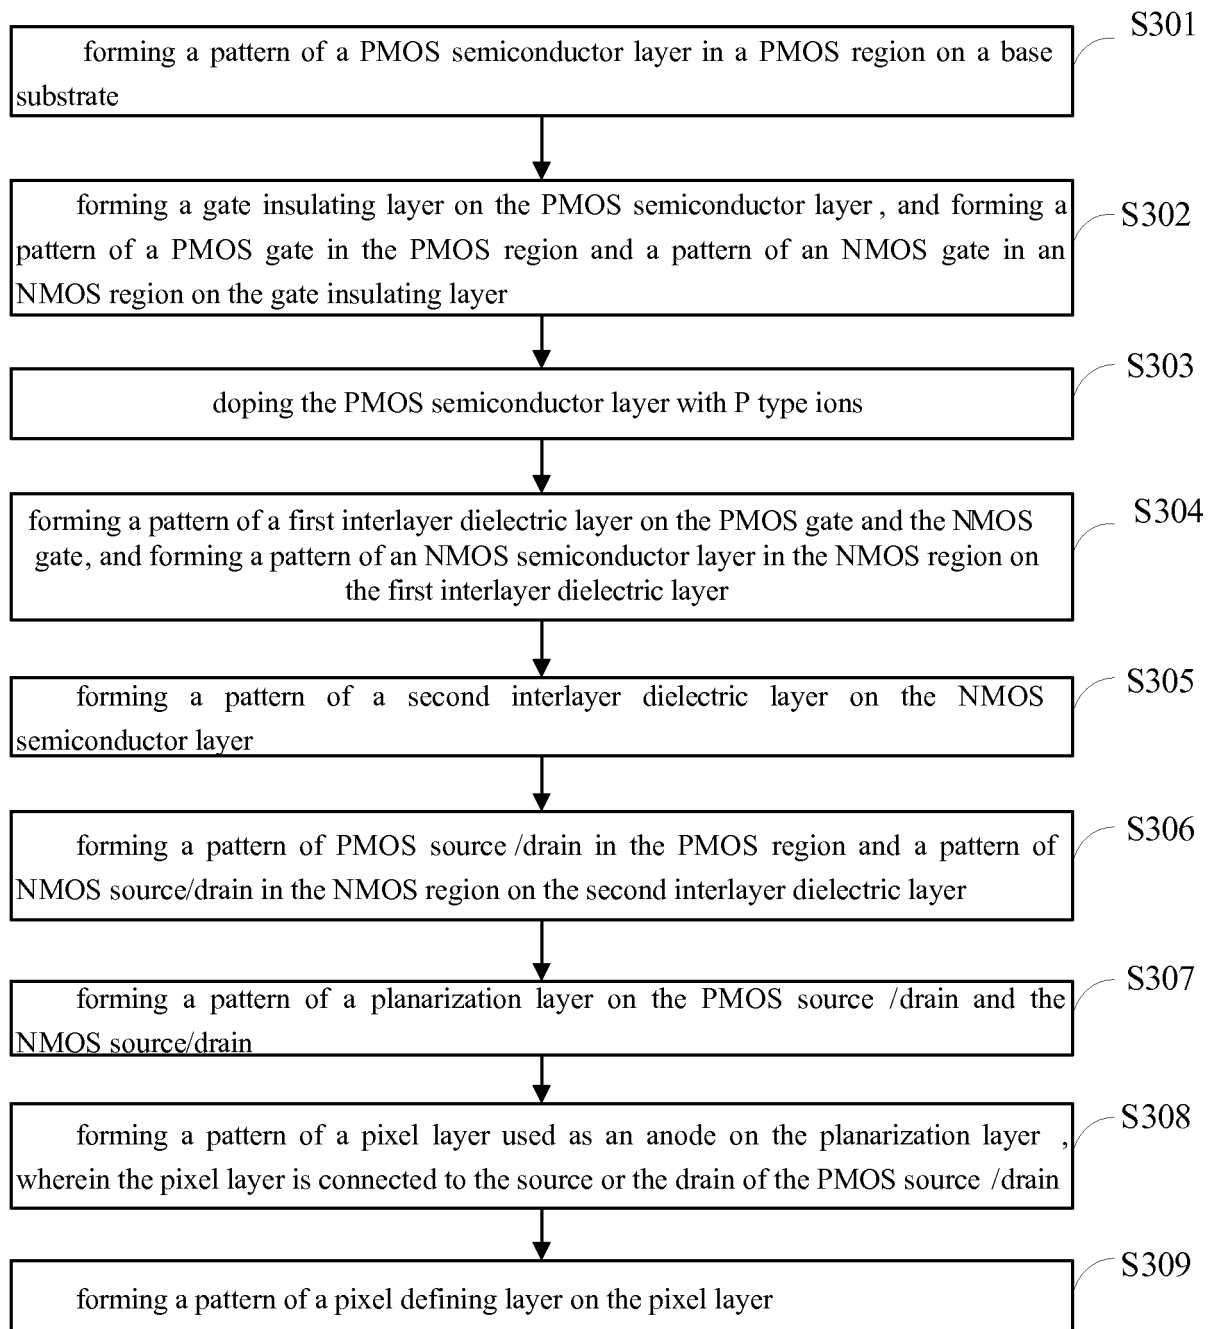 S301
forming a pattern of a PMOS semiconductor layer in a PMOS region on a base
substrate
S302
forming a gate insulating layer on the PMOS semiconductor layer , and forming a
pattern of a PMOS gate in the PMOS region and a pattern of an NMOS gate in an
NMOS region on the gate insulating layer
S303
doping the PMOS semiconductor layer with P type ions
S304
forming a pattern of a first interlayer dielectric layer on the PMOS gate and the NMOS
gate, and forming a pattern of an NMOS semiconductor layer in the NMOS region on
the first interlayer dielectric layer
S305
forming a pattern of a second interlayer dielectric layer on the NMOS
semiconductor layer
S306
forming a pattern of PMOS source /drain in the PMOS region and a pattern of
NMOS source/drain in the NMOS region on the second interlayer dielectric layer
S307
forming a pattern of a planarization layer on the PMOS source /drain and the
NMOS source/drain
S308
forming a pattern of a pixel layer used as an anode on the planarization layer ,
wherein the pixel layer is connected to the source or the drain of the PMOS source /drain
S309
forming a pattern of a pixel defining layer on the pixel layer